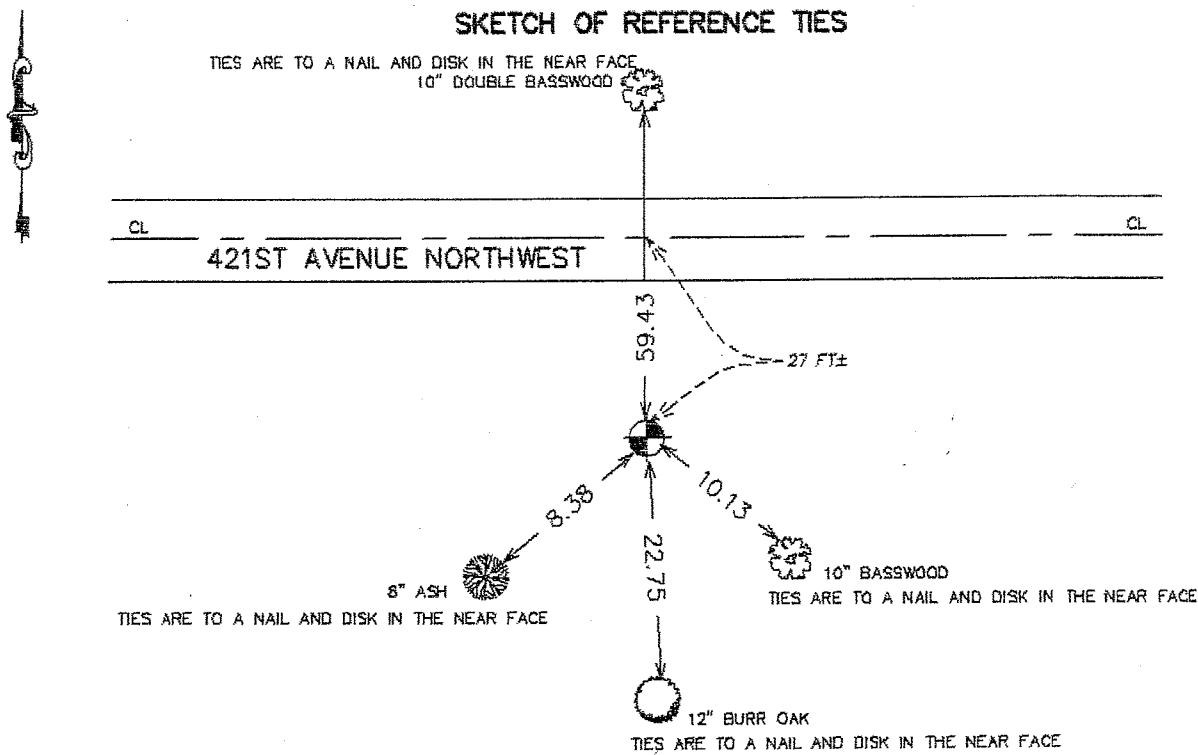 SKETCH OF REFERENCE TIES
TIES ARE TO A NAIL AND DISK IN THE NEAR FACE
10" DOUBLE BASSWOOD
CL
CL
421ST AVENUE NORTHWEST
59.43
27 FT±
8.38
10.13
22.75
8" ASH
TIES ARE TO A NAIL AND DISK IN THE NEAR FACE
10" BASSWOOD
TIES ARE TO A NAIL AND DISK IN THE NEAR FACE
12" BURR OAK
TIES ARE TO A NAIL AND DISK IN THE NEAR FACE